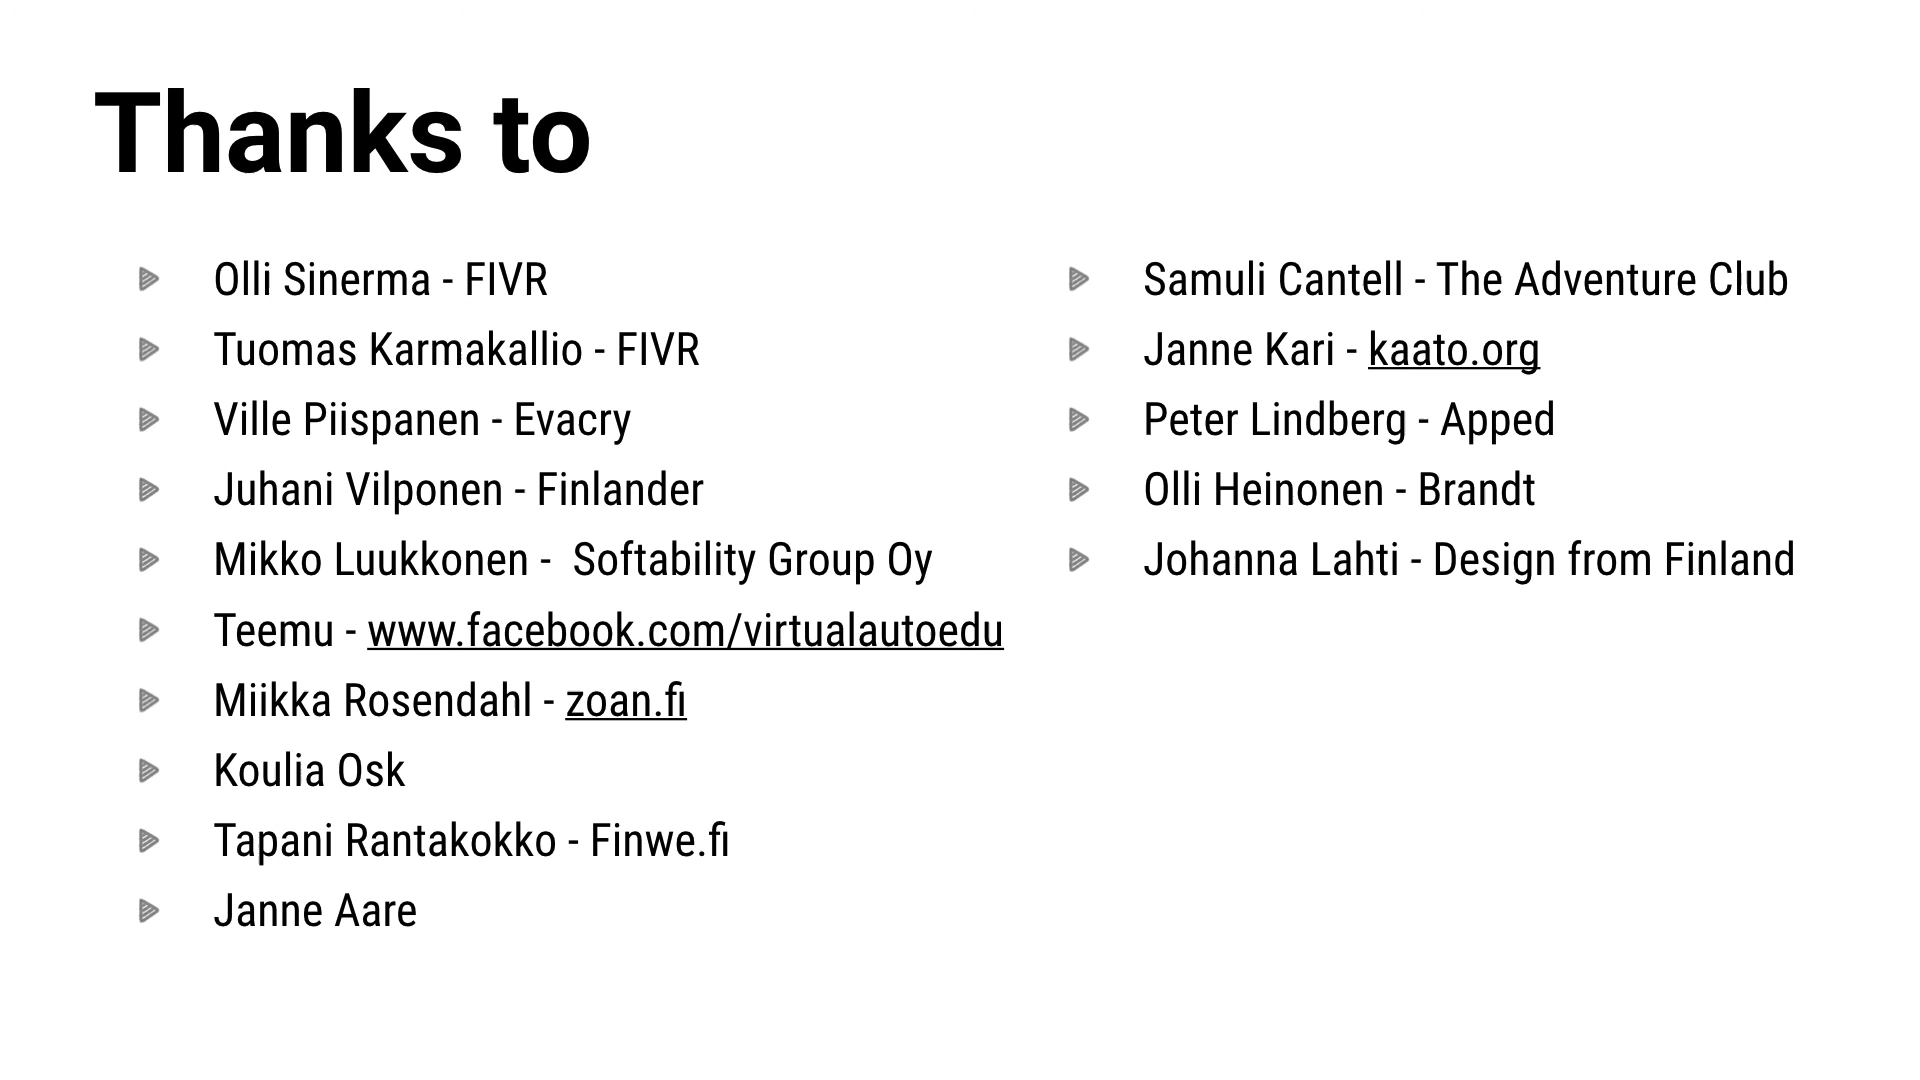 Thanks to
Olli Sinerma - FIVR
Tuomas Karmakallio - FIVR
Ville Piispanen - Evacry
Juhani Vilponen - Finlander
Mikko Luukkonen -  Softability Group Oy
Teemu - www.facebook.com/virtualautoedu
Miikka Rosendahl - zoan.fi
Koulia Osk
Tapani Rantakokko - Finwe.fi
Janne Aare
Samuli Cantell - The Adventure Club
Janne Kari - kaato.org
Peter Lindberg - Apped
Olli Heinonen - Brandt
Johanna Lahti - Design from Finland